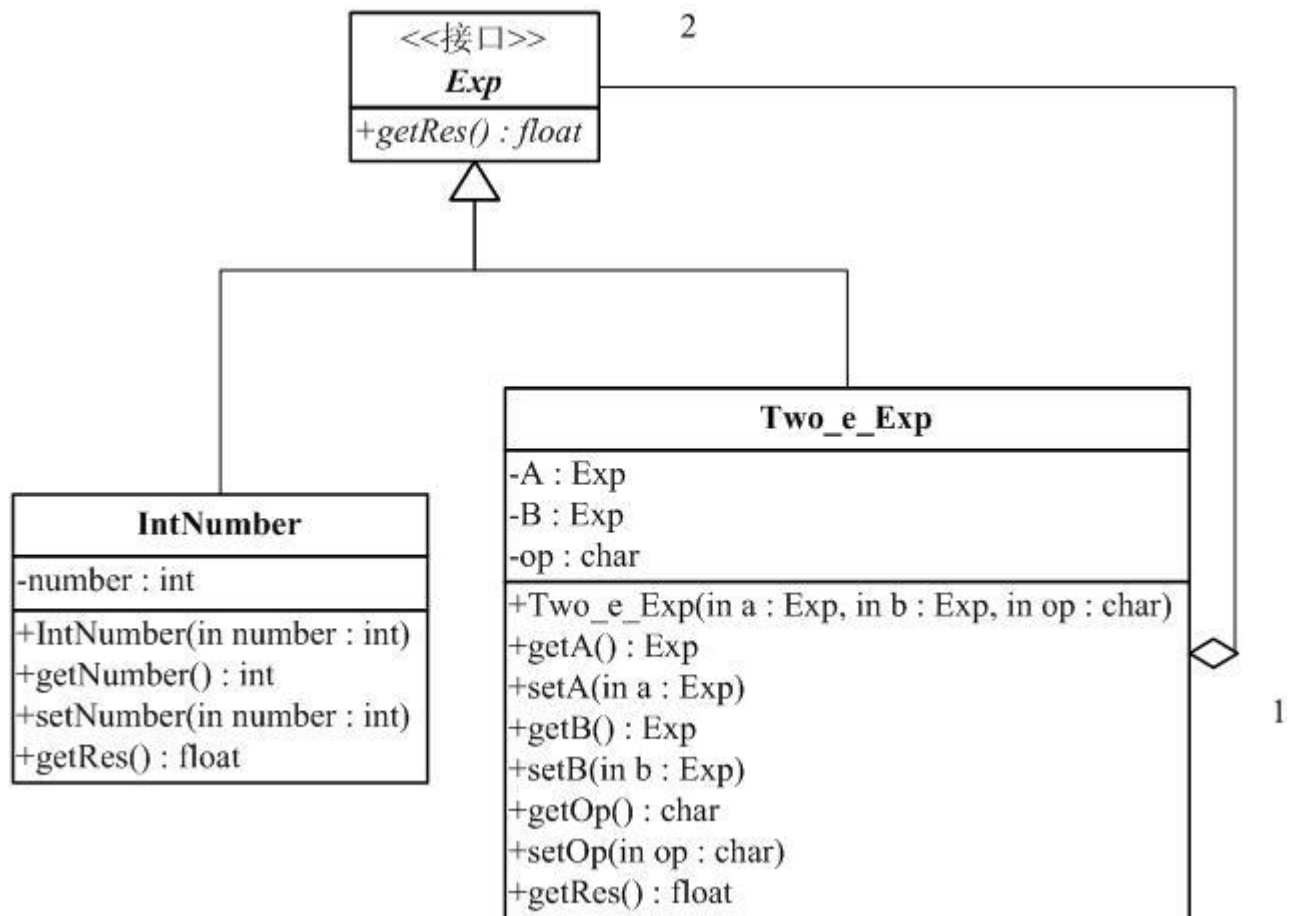 <<接口>>
Exp
+getRes() : float
2
IntNumber
-number : int
+IntNumber(in number : int)
+getNumber() : int
+setNumber(in number : int)
+getRes() : float
Two_e_Exp
-A : Exp
-B : Exp
-op : char
+Two_e_Exp(in a : Exp, in b : Exp, in op : char)
+getA() : Exp
+setA(in a : Exp)
+getB() : Exp
+setB(in b : Exp)
+getOp() : char
+setOp(in op : char)
+getRes() : float
1